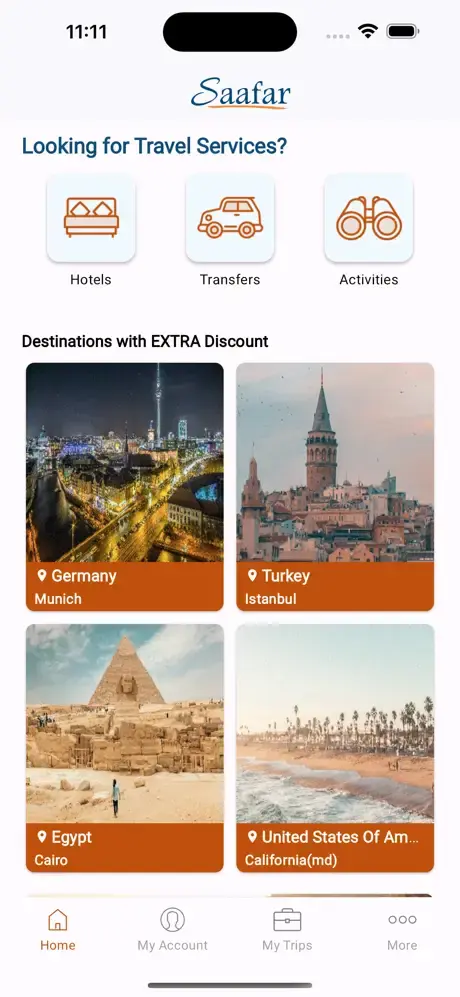 11:11
Saafar
Looking for Travel Services?
Hotels
Transfers
Activities
Destinations with EXTRA Discount
Germany
Munich
Turkey
Istanbul
Egypt
Cairo
United States Of Am...
California(md)
Home
My Account
My Trips
More